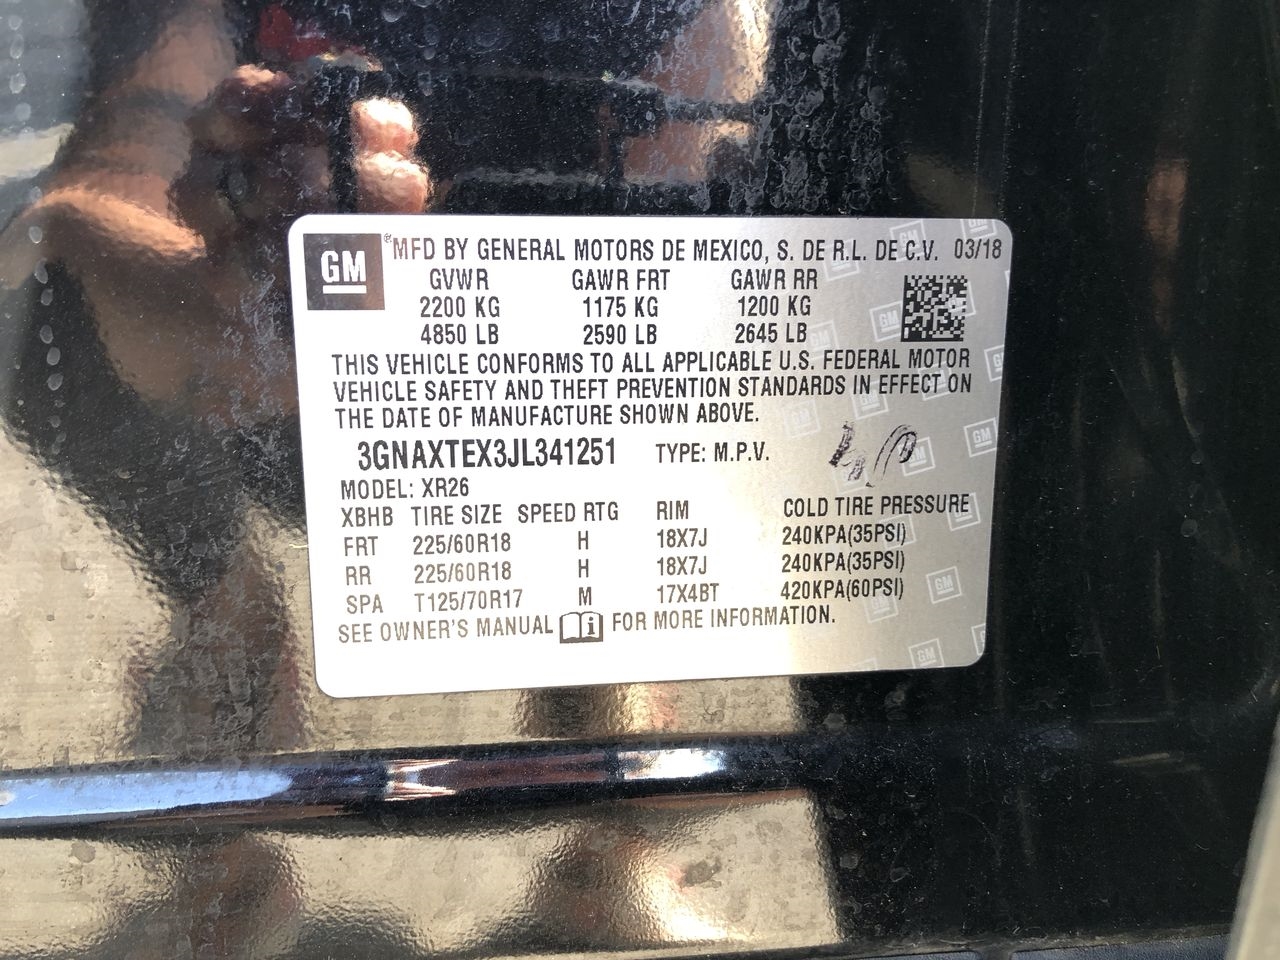 GM ® MFD BY GENERAL MOTORS DE MEXICO, S. DE R.L. DE C.V. 03/18
GVWR GAWR FRT GAWR RR
2200 KG 1175 KG 1200 KG
4850 LB 2590 LB 2645 LB
THIS VEHICLE CONFORMS TO ALL APPLICABLE U.S. FEDERAL MOTOR
VEHICLE SAFETY AND THEFT PREVENTION STANDARDS IN EFFECT ON
THE DATE OF MANUFACTURE SHOWN ABOVE.
3GNAXTEX3JL341251 TYPE: M.P.V.
MODEL: XR26
XBHB TIRE SIZE SPEED RTG RIM COLD TIRE PRESSURE
FRT 225/60R18 H 18X7J 240KPA(35PSI)
RR 225/60R18 H 18X7J 240KPA(35PSI)
SPA T125/70R17 M 17X4BT 420KPA(60PSI)
SEE OWNER'S MANUAL i FOR MORE INFORMATION.